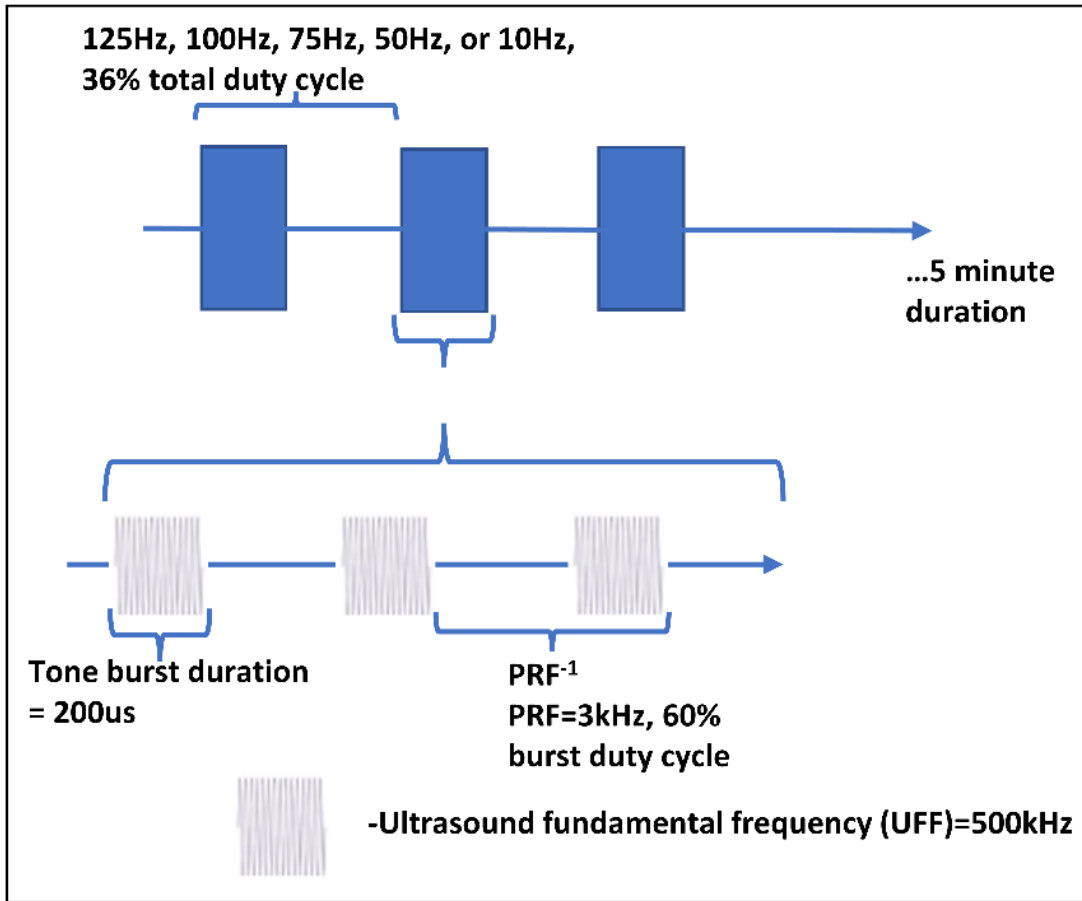 125Hz, 100Hz, 75Hz, 50Hz, or 10Hz,
36% total duty cycle
...5 minute
duration
Tone burst duration
= 200us
PRF⁻¹
PRF=3kHz, 60%
burst duty cycle
-Ultrasound fundamental frequency (UFF)=500kHz